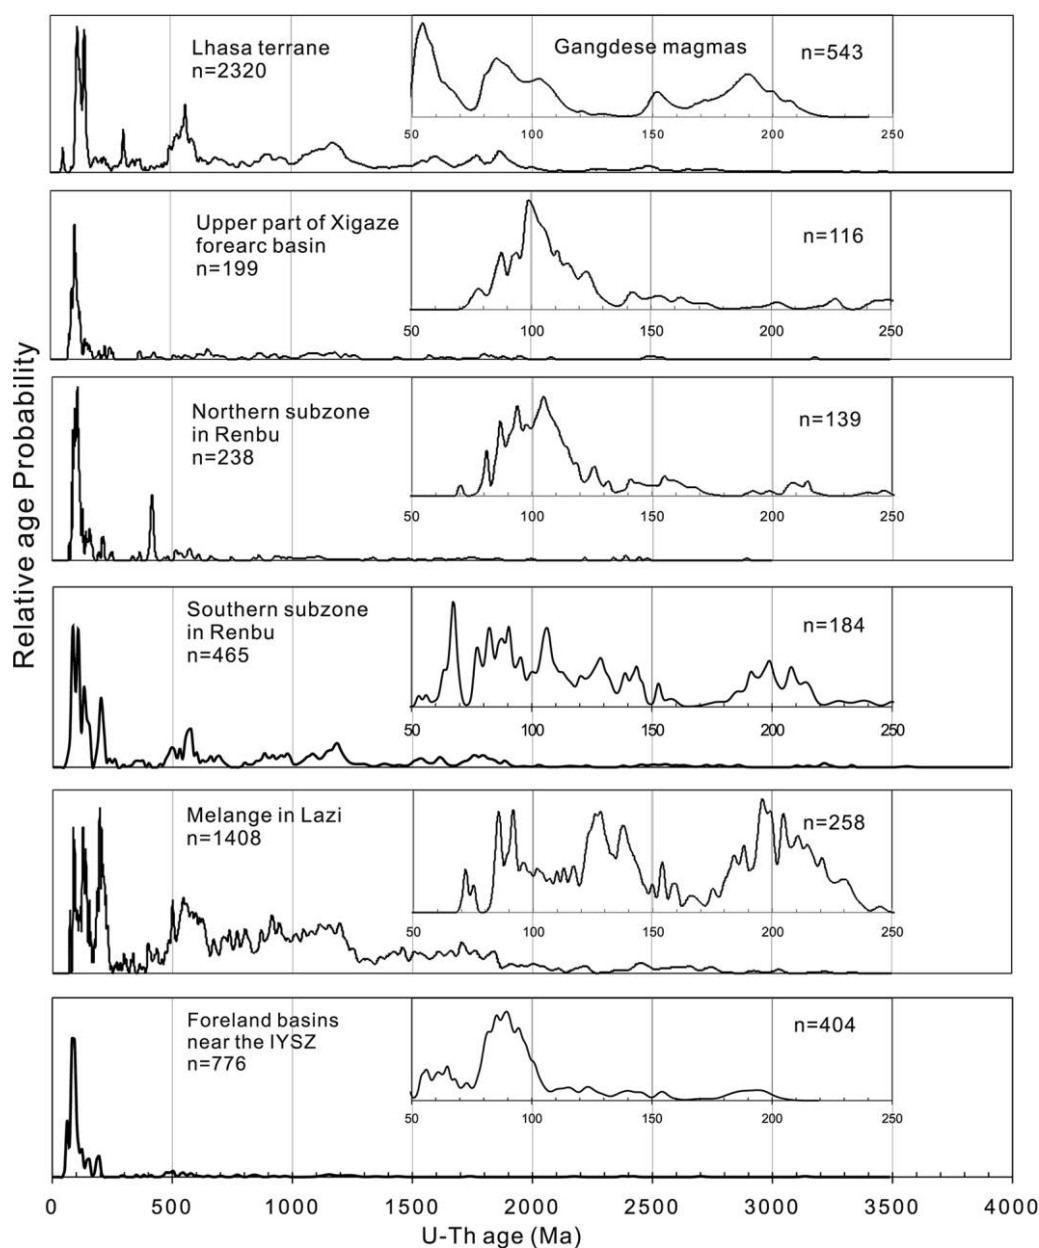 Relative age Probability
Lhasa terrane
n=2320
Gangdese magmas
n=543
50 100 150 200 250
Upper part of Xigaze
forearc basin
n=199
n=116
50 100 150 200 250
Northern subzone
in Renbu
n=238
n=139
50 100 150 200 250
Southern subzone
in Renbu
n=465
n=184
50 100 150 200 250
Melange in Lazi
n=1408
n=258
50 100 150 200 250
Foreland basins
near the IYSZ
n=776
n=404
50 100 150 200 250
0 500 1000 1500 2000 2500 3000 3500 4000
U-Th age (Ma)